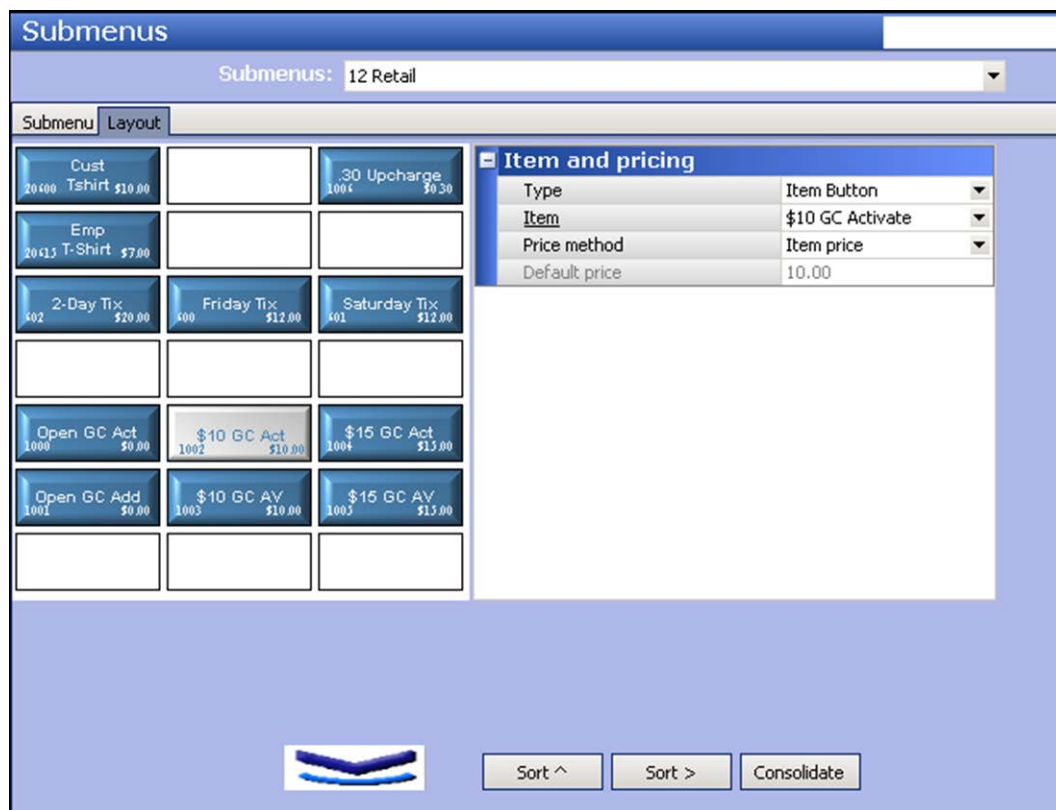 Submenus
Submenus: 12 Retail
Submenu Layout
Cust
20600 Tshirt $10.00
.30 Upcharge
1006 $0.30
Emp
20615 T-Shirt $7.00
2-Day Tix
602 $20.00
Friday Tix
600 $12.00
Saturday Tix
601 $12.00
Open GC Act
1000 $0.00
$10 GC Act
1002 $10.00
$15 GC Act
1004 $15.00
Open GC Add
1001 $0.00
$10 GC AV
1003 $10.00
$15 GC AV
1005 $15.00
Item and pricing
Type Item Button
Item $10 GC Activate
Price method Item price
Default price 10.00
Sort ^ Sort > Consolidate